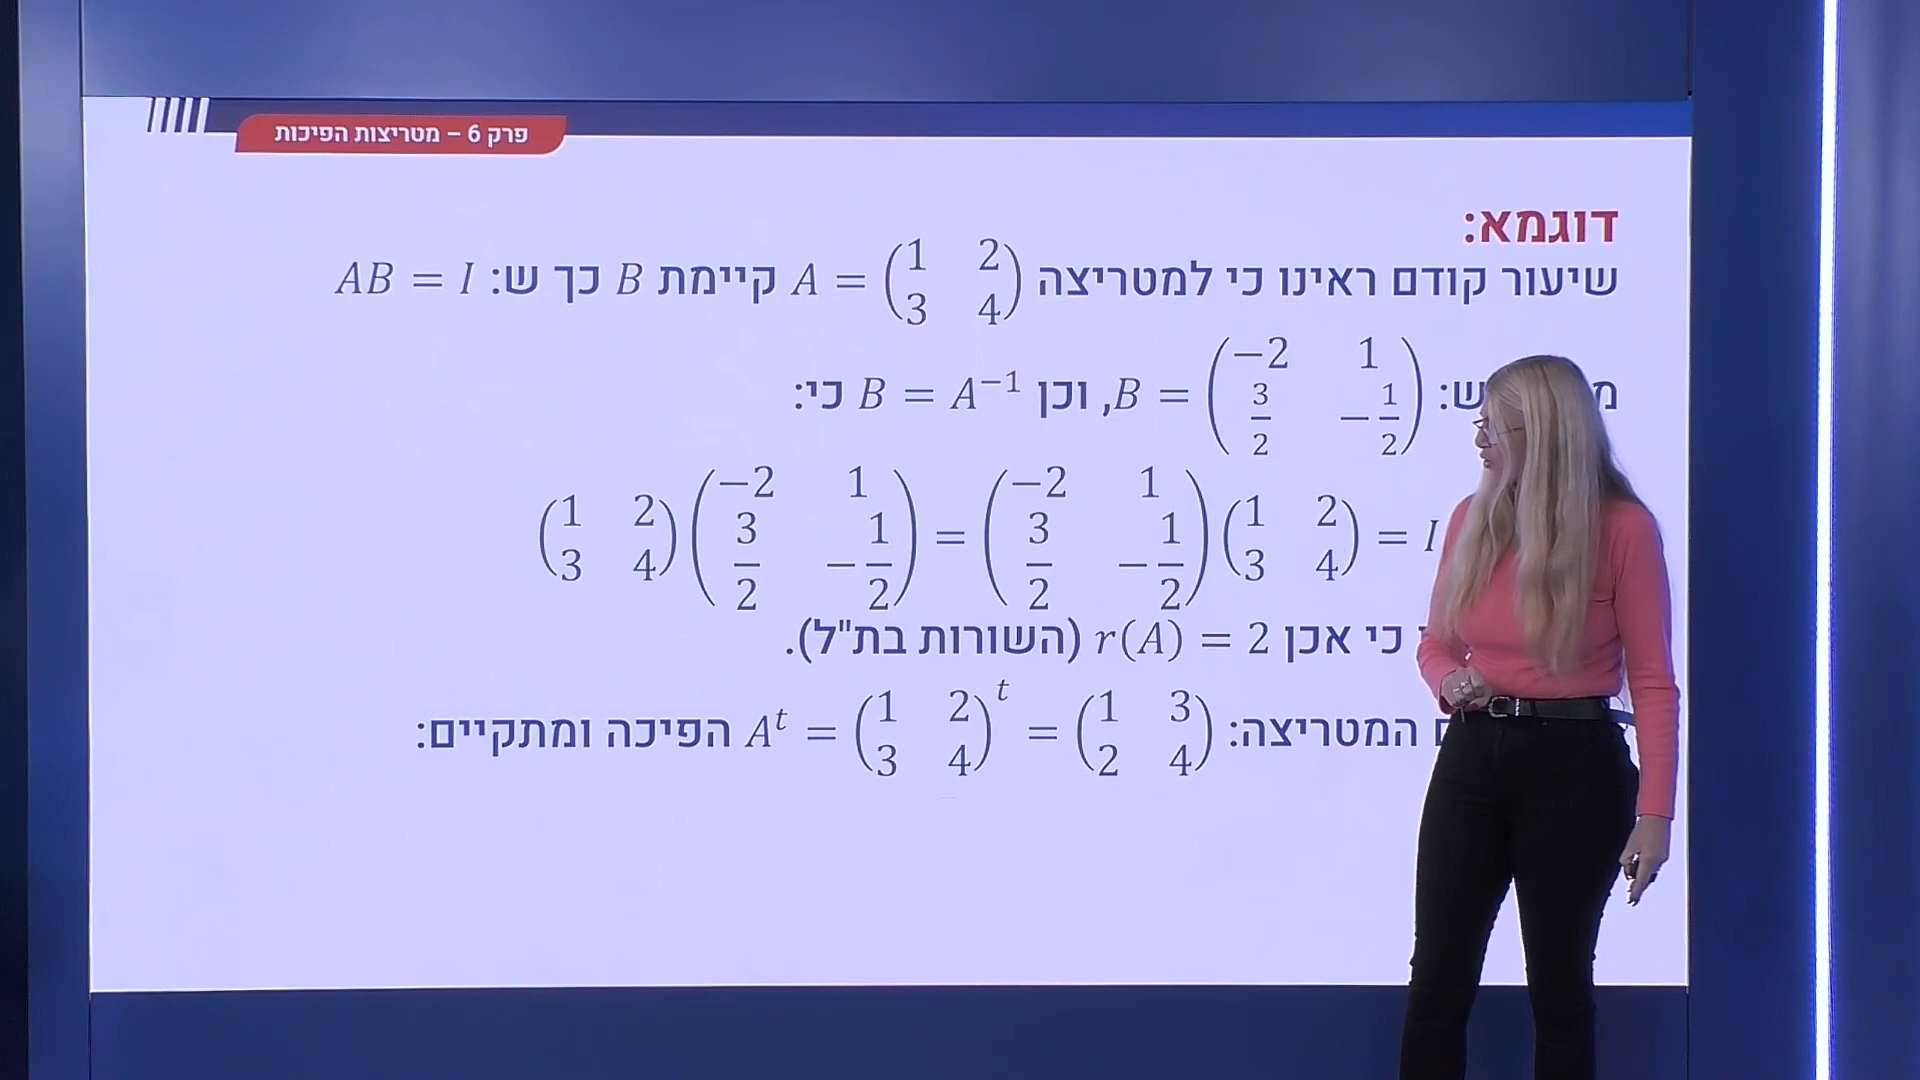 פרק 6 – מטריצות הפיכות
דוגמא:
שיעור קודם ראינו כי למטריצה A = (1 2; 3 4) קיימת B כך ש: AB = I
B = (−2 1; 3/2 −1/2), וכן B = A⁻¹ כי:
(1 2; 3 4)(−2 1; 3/2 −1/2) = (−2 1; 3/2 −1/2)(1 2; 3 4) = I
כי אכן r(A) = 2 (השורות בת"ל).
המטריצה: Aᵗ = (1 2; 3 4)ᵗ = (1 3; 2 4) הפיכה ומתקיים: